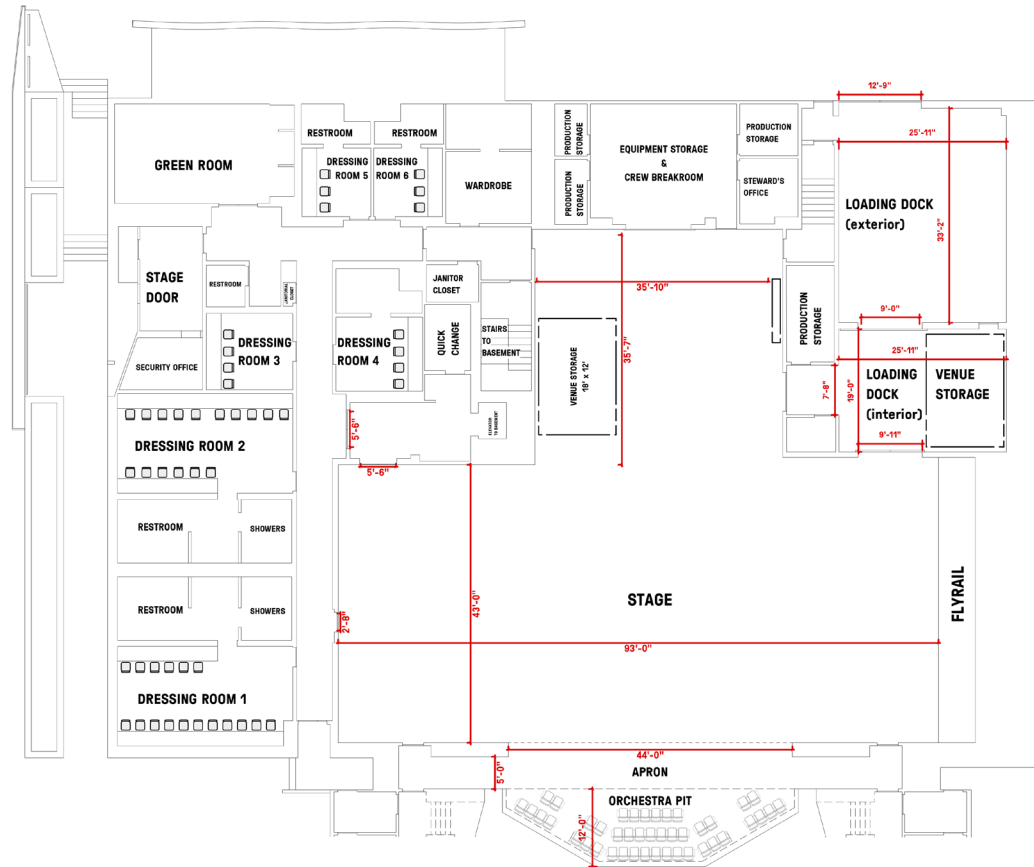 12'-9"
25'-11"
RESTROOM
RESTROOM
PRODUCTION
STORAGE
EQUIPMENT STORAGE
&
CREW BREAKROOM
PRODUCTION
STORAGE
GREEN ROOM
DRESSING
ROOM 5
DRESSING
ROOM 6
WARDROBE
PRODUCTION
STORAGE
STEWARD'S
OFFICE
LOADING DOCK
(exterior)
33'-2"
STAGE
DOOR
RESTROOM
JANITORIAL
CLOSET
JANITOR
CLOSET
35'-10"
9'-0"
DRESSING
ROOM 3
DRESSING
ROOM 4
QUICK
CHANGE
STAIRS
TO
BASEMENT
35'-7"
PRODUCTION
STORAGE
SECURITY OFFICE
VENUE STORAGE
18' x 12'
25'-11"
7'-8"
19'-0"
LOADING
DOCK
(interior)
VENUE
STORAGE
5'-6"
ELEVATOR
TO BASEMENT
9'-11"
DRESSING ROOM 2
5'-6"
RESTROOM
SHOWERS
43'-0"
STAGE
FLYRAIL
RESTROOM
SHOWERS
2'-8"
93'-0"
DRESSING ROOM 1
44'-0"
5'-0"
APRON
ORCHESTRA PIT
12'-0"